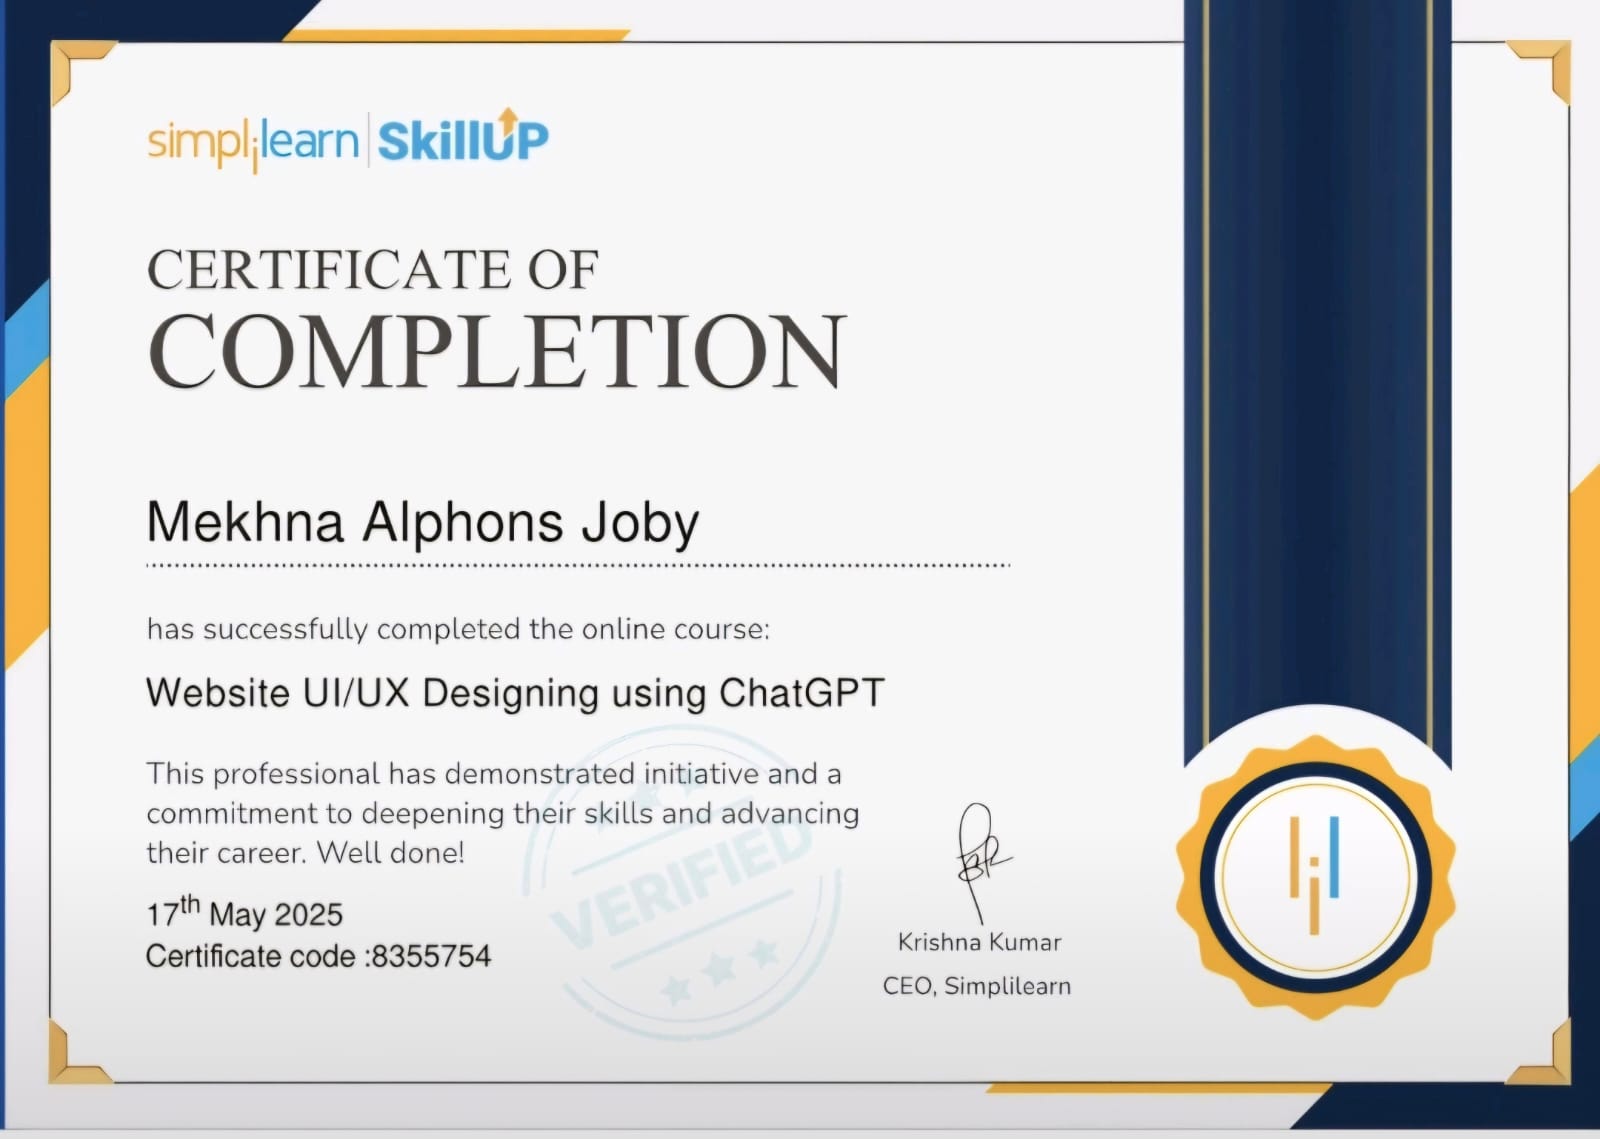 simplilearn | SkillUP
CERTIFICATE OF
COMPLETION
Mekhna Alphons Joby
has successfully completed the online course:
Website UI/UX Designing using ChatGPT
This professional has demonstrated initiative and a
commitment to deepening their skills and advancing
their career. Well done!
17th May 2025
Certificate code :8355754
VERIFIED
Krishna Kumar
CEO, Simplilearn